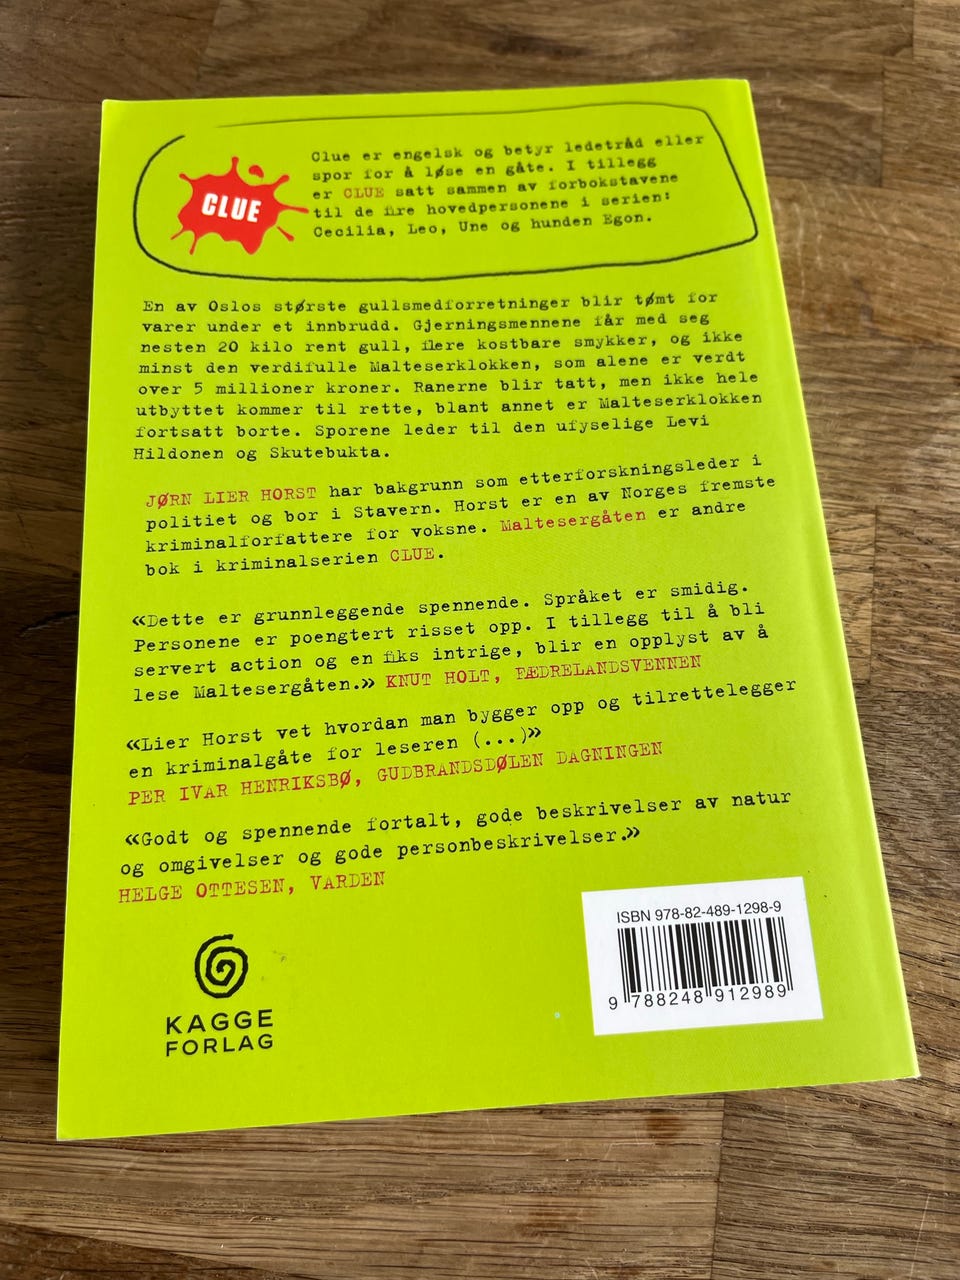 CLUE
Clue er engelsk og betyr ledetråd eller
spor for å løse en gåte. I tillegg
er CLUE satt sammen av forbokstavene
til de fire hovedpersonene i serien:
Cecilia, Leo, Une og hunden Egon.
En av Oslos største gullsmedforretninger blir tømt for
varer under et innbrudd. Gjerningsmennene får med seg
nesten 20 kilo rent gull, flere kostbare smykker, og ikke
minst den verdifulle Malteserklokken, som alene er verdt
over 5 millioner kroner. Ranerne blir tatt, men ikke hele
utbyttet kommer til rette, blant annet er Malteserklokken
fortsatt borte. Sporene leder til den ufyselige Levi
Hildonen og Skutebukta.
JØRN LIER HORST har bakgrunn som etterforskningsleder i
politiet og bor i Stavern. Horst er en av Norges fremste
kriminalforfattere for voksne. Maltesergåten er andre
bok i kriminalserien CLUE.
«Dette er grunnleggende spennende. Språket er smidig.
Personene er poengtert risset opp. I tillegg til å bli
servert action og en fiks intrige, blir en opplyst av å
lese Maltesergåten.» KNUT HOLT, FÆDRELANDSVENNEN
«Lier Horst vet hvordan man bygger opp og tilrettelegger
en kriminalgåte for leseren (...)»
PER IVAR HENRIKSBØ, GUDBRANDSDØLEN DAGNINGEN
«Godt og spennende fortalt, gode beskrivelser av natur
og omgivelser og gode personbeskrivelser.»
HELGE OTTESEN, VARDEN
KAGGE
FORLAG
ISBN 978-82-489-1298-9
9 788248 912989